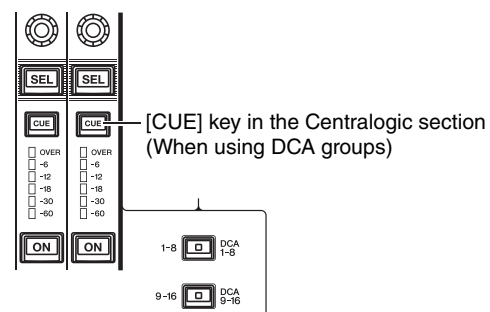 SEL SEL
CUE CUE
[CUE] key in the Centralogic section
(When using DCA groups)
OVER OVER
-6 -6
-12 -12
-18 -18
-30 -30
-60 -60
ON ON
1-8 DCA
1-8
9-16 DCA
9-16